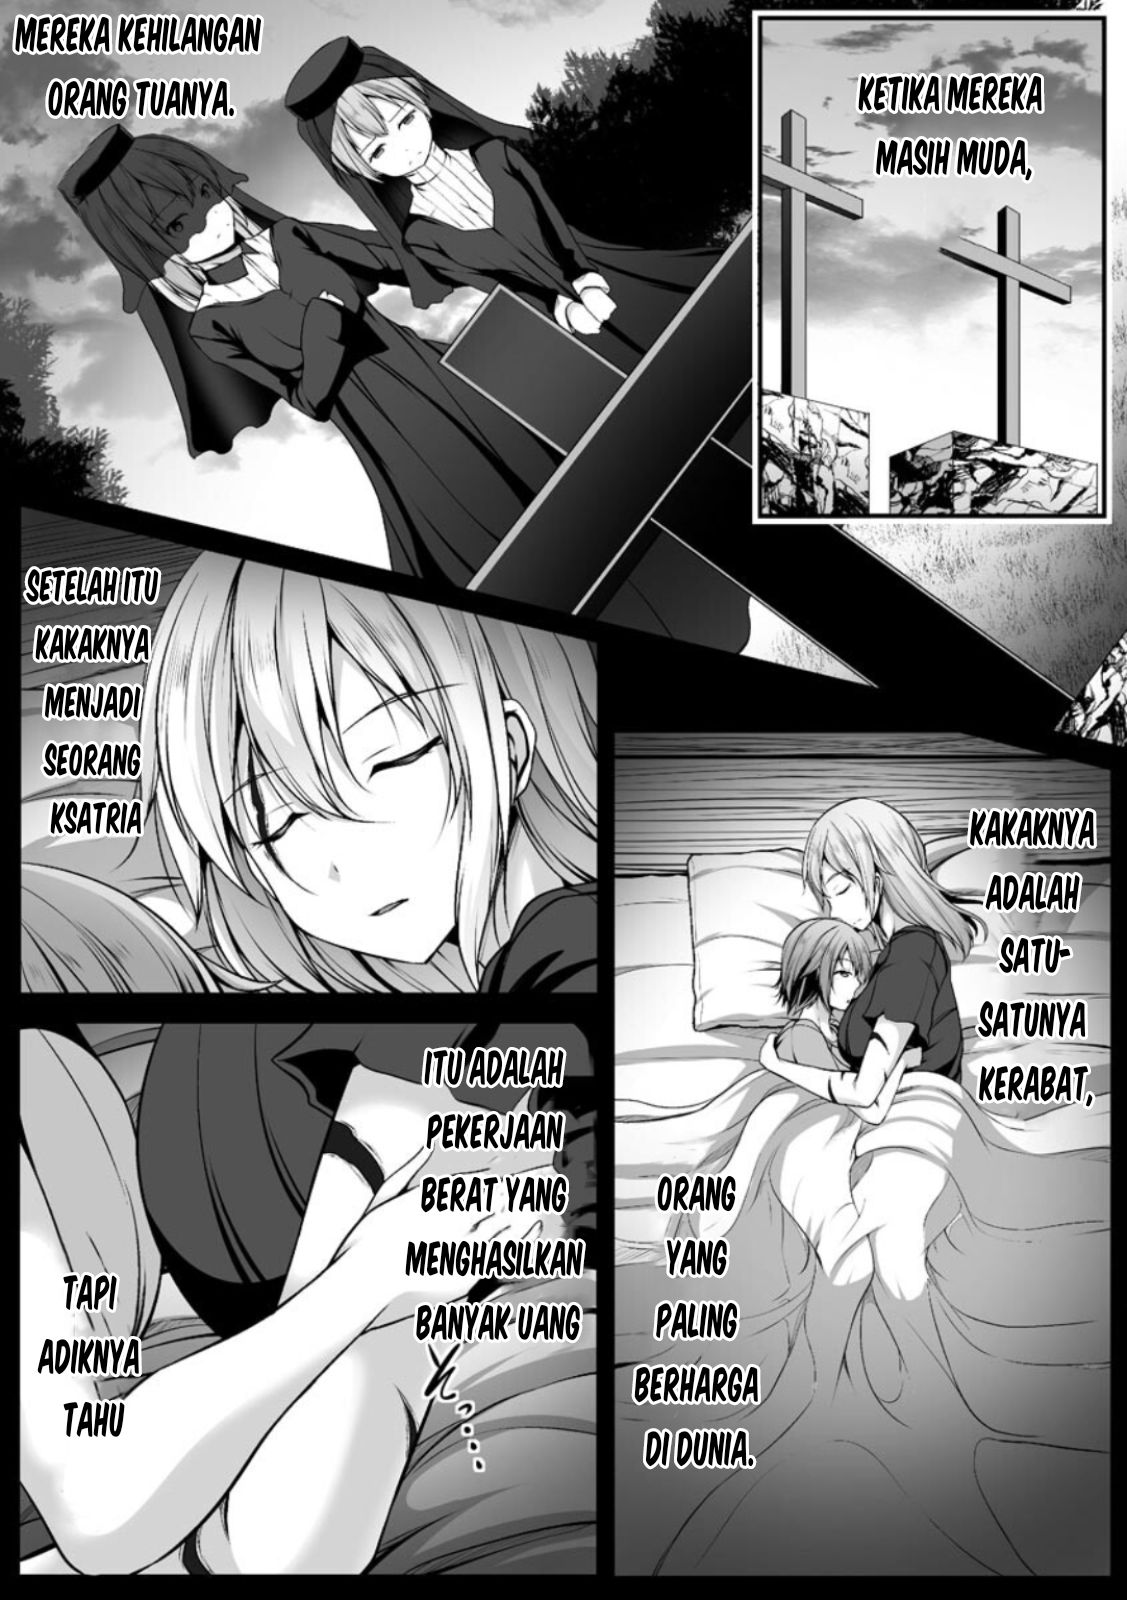 KETIKA MEREKA
MASIH MUDA,
MEREKA KEHILANGAN
ORANG TUANYA.
KAKAKNYA
ADALAH
SATU-
SATUNYA
KERABAT,
ORANG
YANG
PALING
BERHARGA
DI DUNIA.
SETELAH ITU
KAKAKNYA
MENJADI
SEORANG
KSATRIA
ITU ADALAH
PEKERJAAN
BERAT YANG
MENGHASILKAN
BANYAK UANG
TAPI
ADIKNYA
TAHU